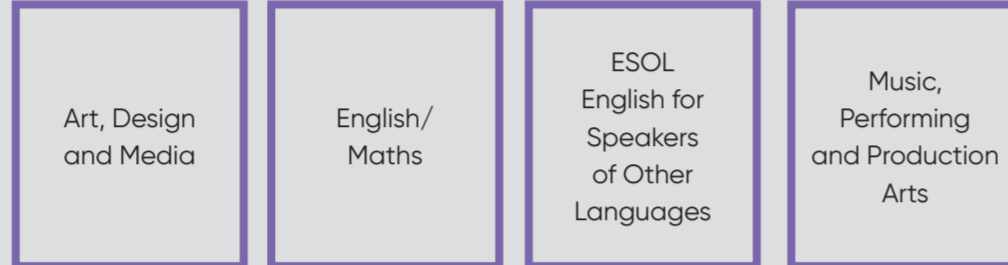 Art, Design
and Media
English/
Maths
ESOL
English for
Speakers
of Other
Languages
Music,
Performing
and Production
Arts